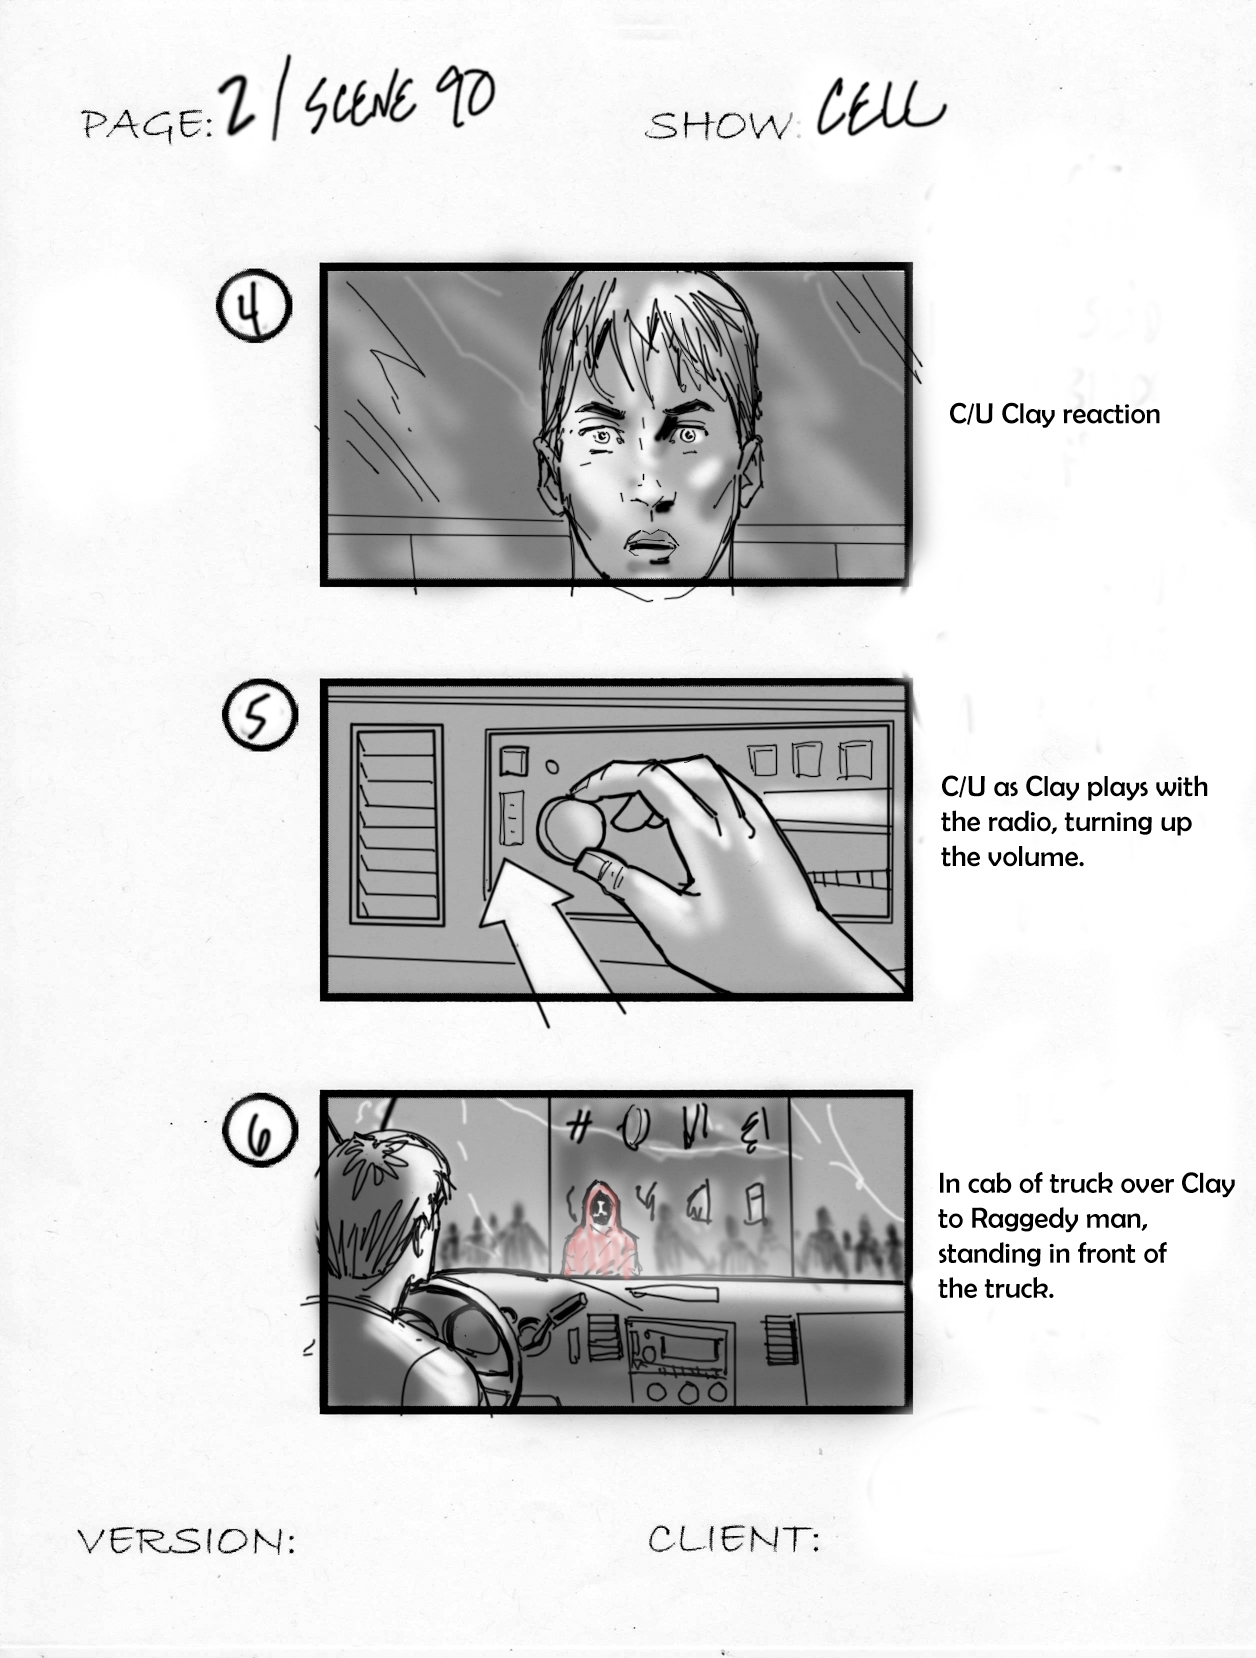 PAGE: 2/ SCENE 90
SHOW: CELL
4
C/U Clay reaction
5
C/U as Clay plays with
the radio, turning up
the volume.
6
In cab of truck over Clay
to Raggedy man,
standing in front of
the truck.
VERSION:
CLIENT: